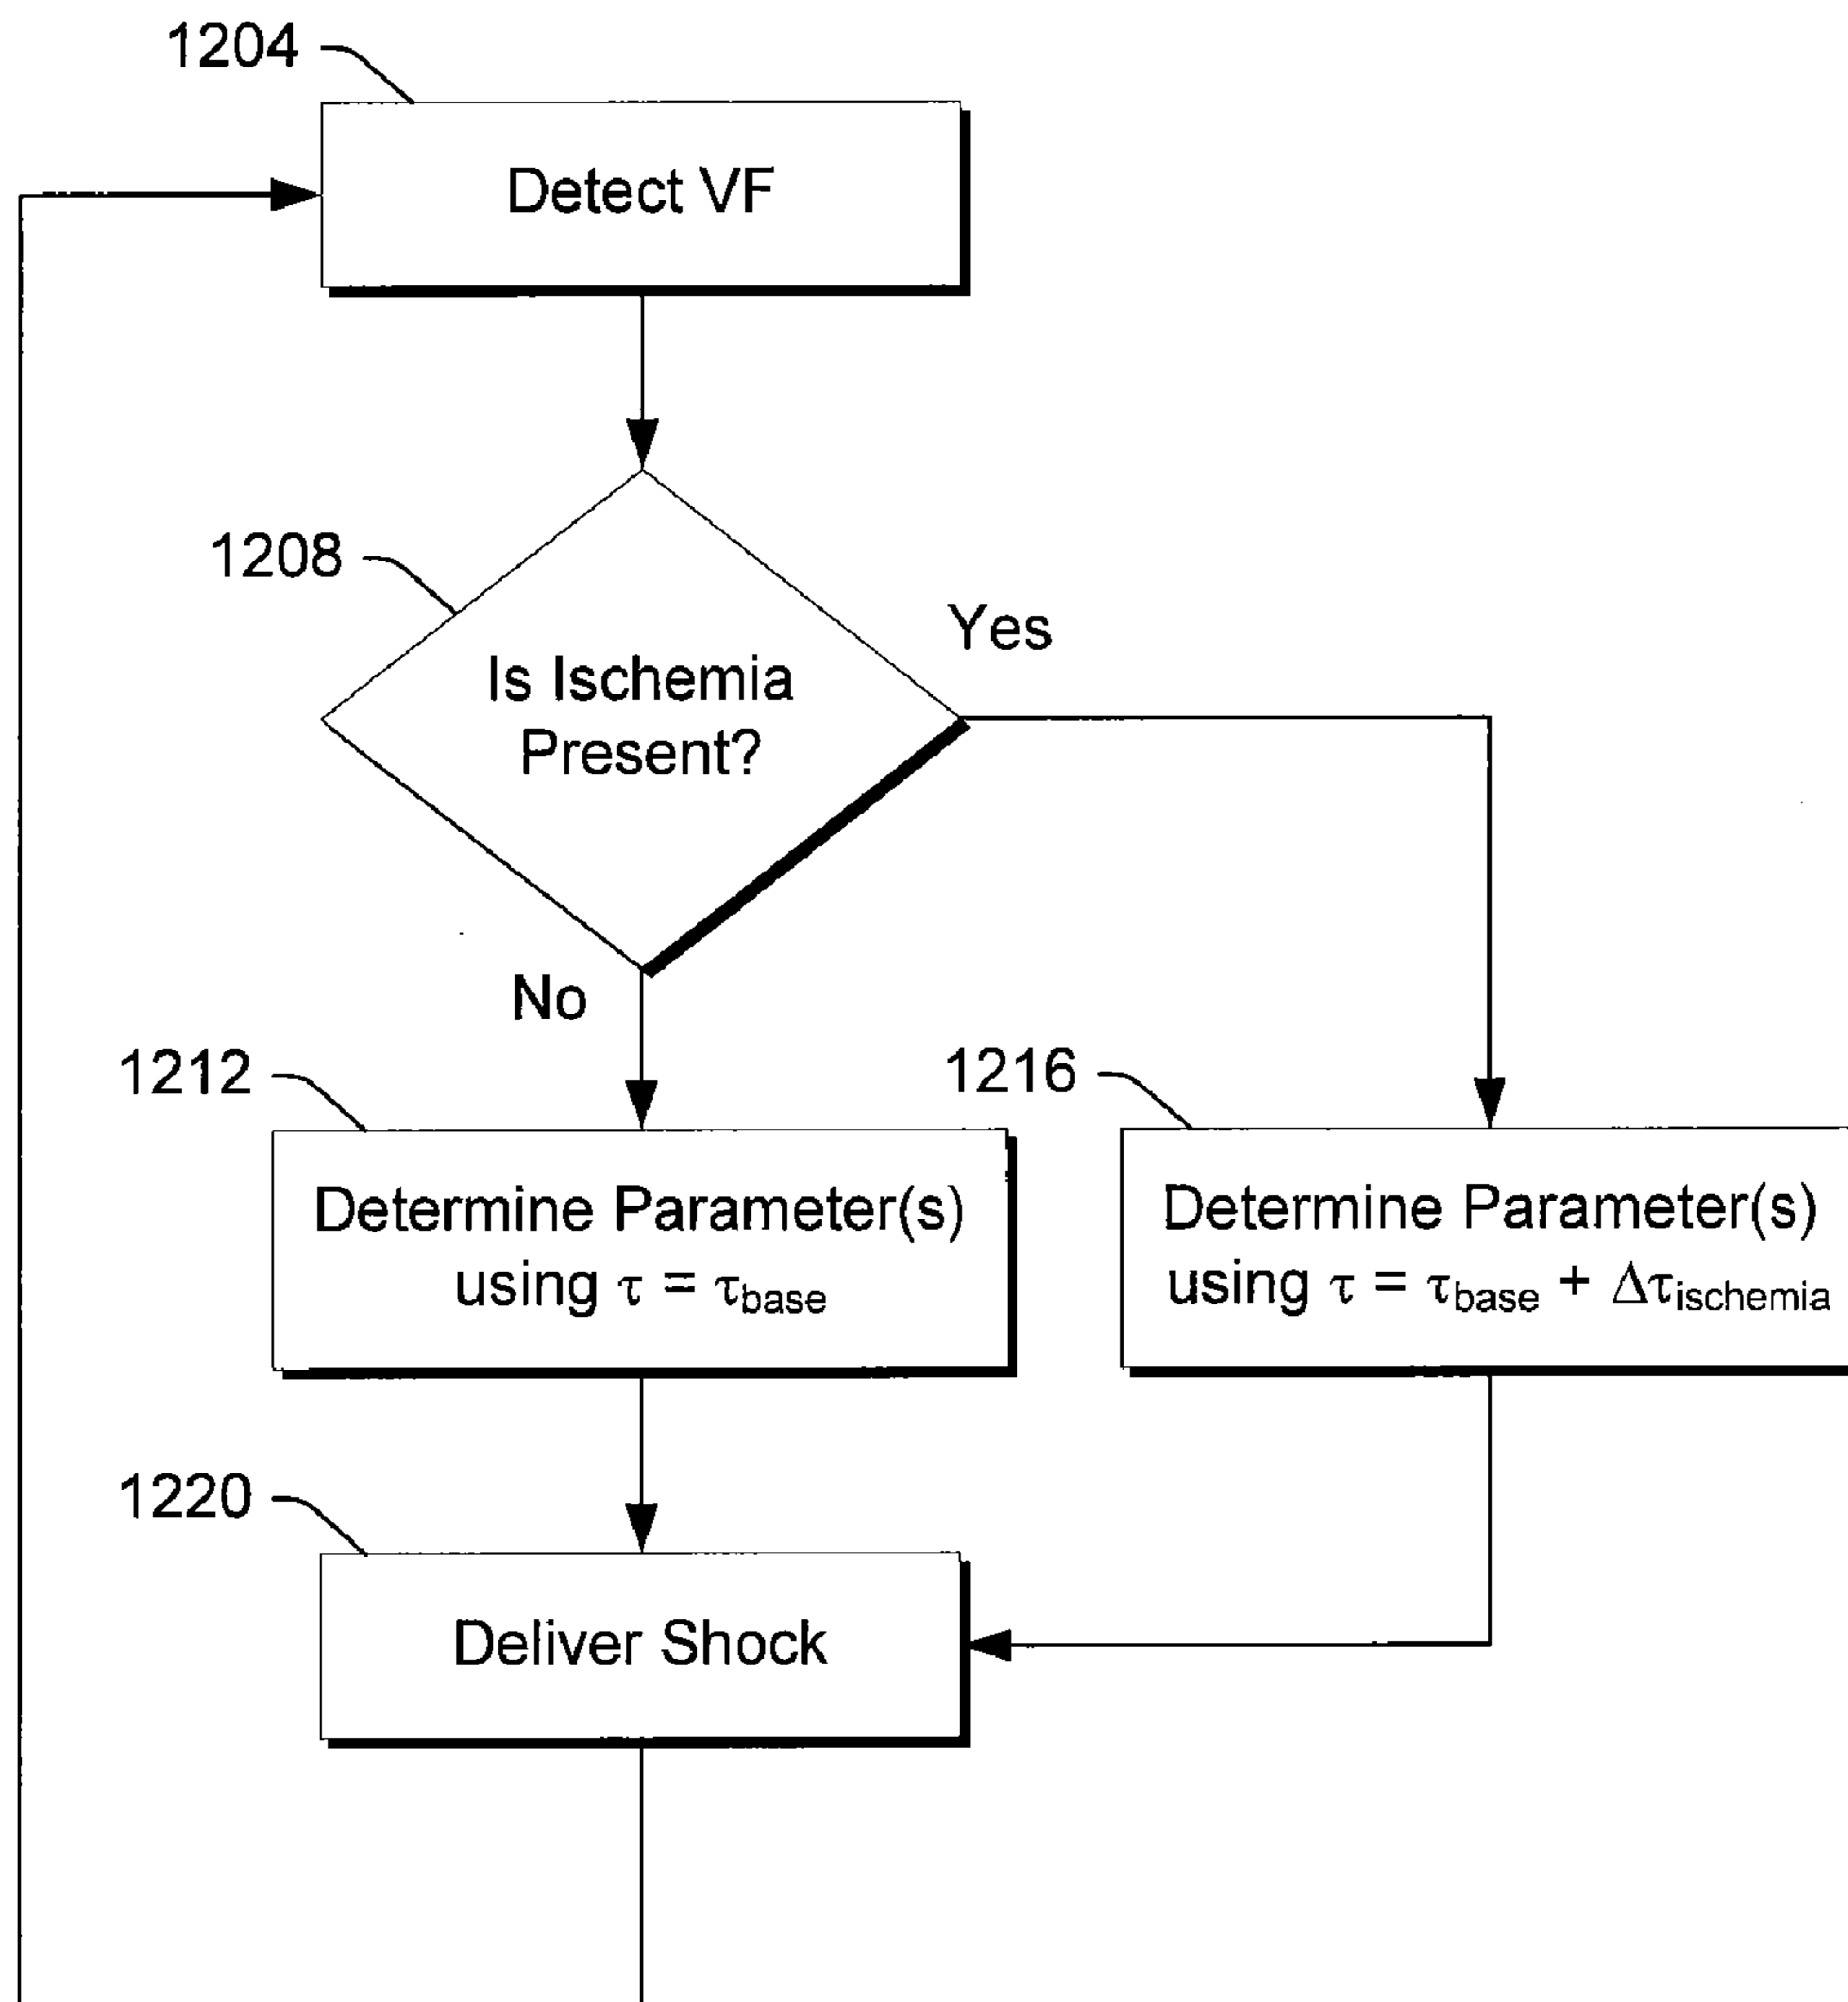 1204
Detect VF
1208
Yes
Is Ischemia
Present?
No
1212
1216
Determine Parameter(s)
using τ = τbase
Determine Parameter(s)
using τ = τbase + Δτischemia
1220
Deliver Shock